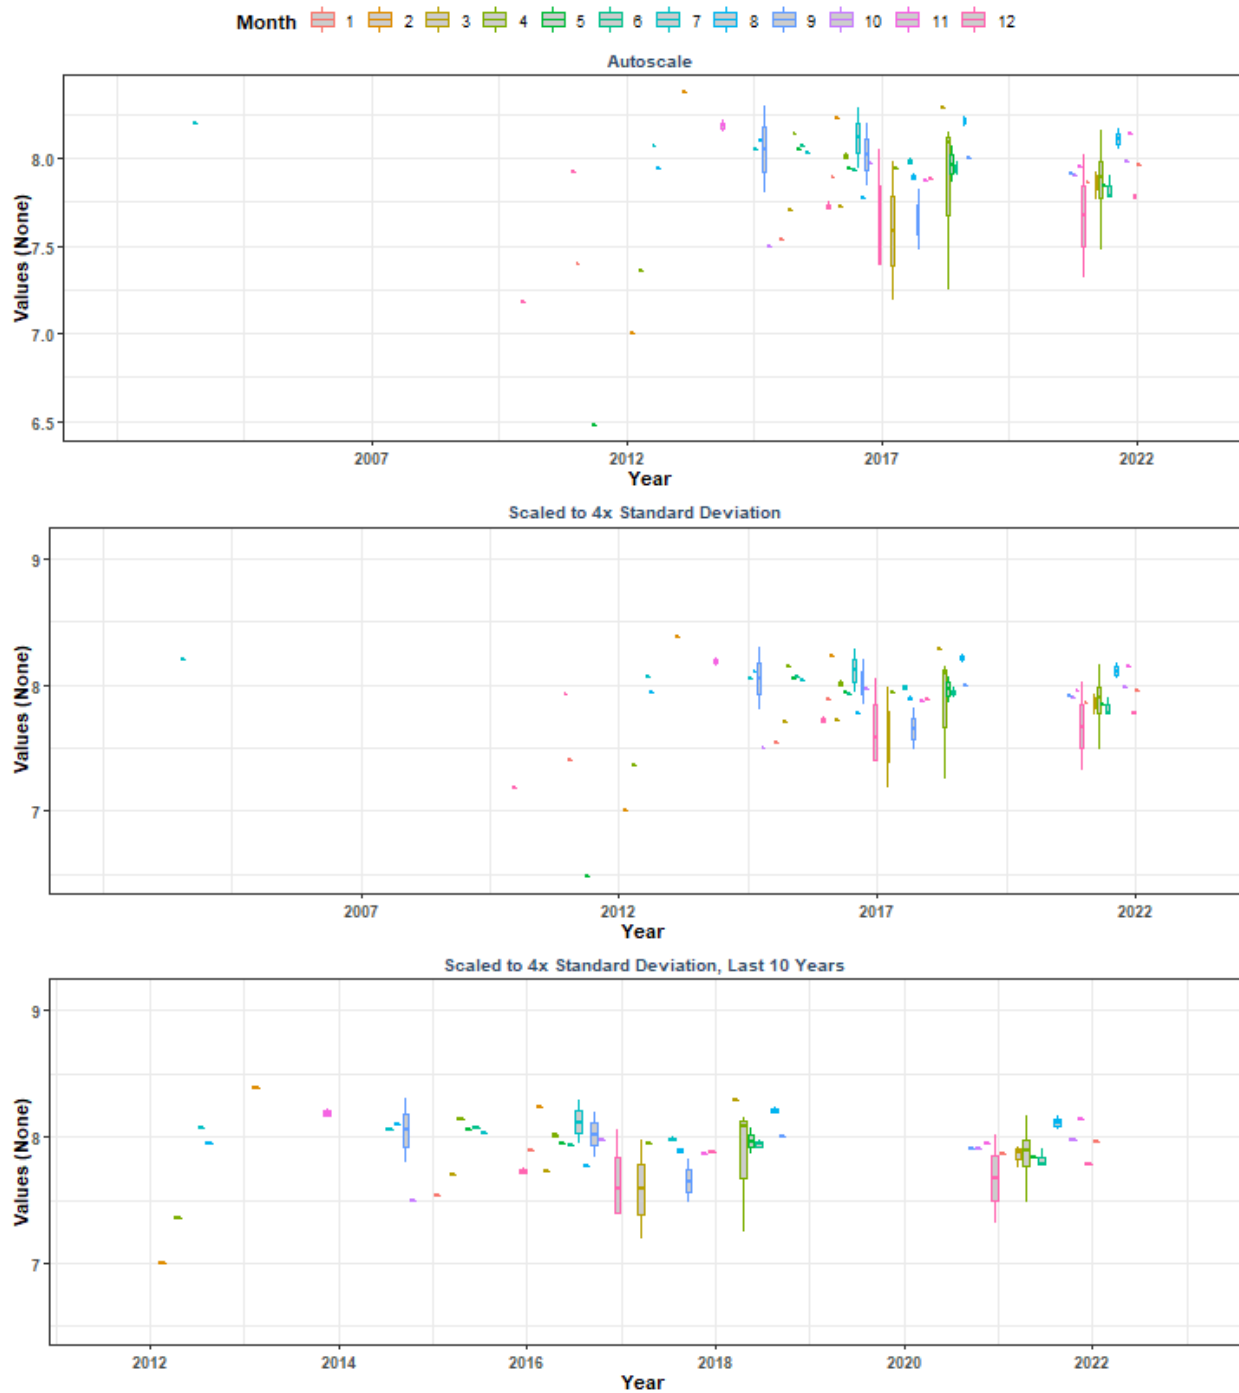 Month 1 2 3 4 5 6 7 8 9 10 11 12
Autoscale
8.0
7.5
7.0
6.5
Values (None)
2007 2012 2017 2022
Year
Scaled to 4x Standard Deviation
9
8
7
Values (None)
2007 2012 2017 2022
Year
Scaled to 4x Standard Deviation, Last 10 Years
9
8
7
Values (None)
2012 2014 2016 2018 2020 2022
Year